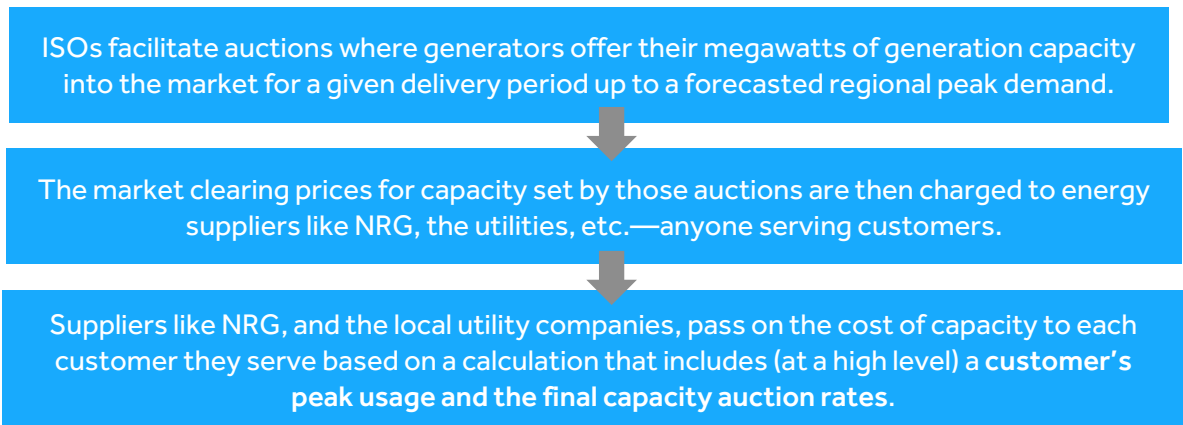 ISOs facilitate auctions where generators offer their megawatts of generation capacity
into the market for a given delivery period up to a forecasted regional peak demand.
The market clearing prices for capacity set by those auctions are then charged to energy
suppliers like NRG, the utilities, etc.—anyone serving customers.
Suppliers like NRG, and the local utility companies, pass on the cost of capacity to each
customer they serve based on a calculation that includes (at a high level) a customer’s
peak usage and the final capacity auction rates.